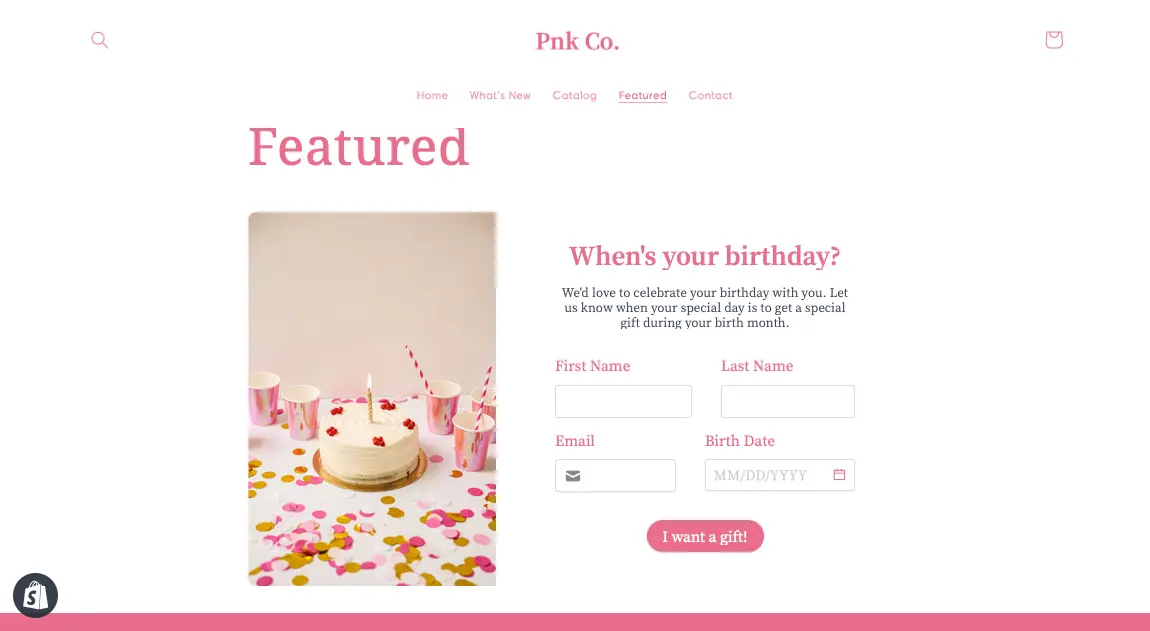 Pnk Co.
Home What's New Catalog Featured Contact
Featured
When's your birthday?
We'd love to celebrate your birthday with you. Let
us know when your special day is to get a special
gift during your birth month.
First Name Last Name
Email Birth Date
MM/DD/YYYY
I want a gift!
S